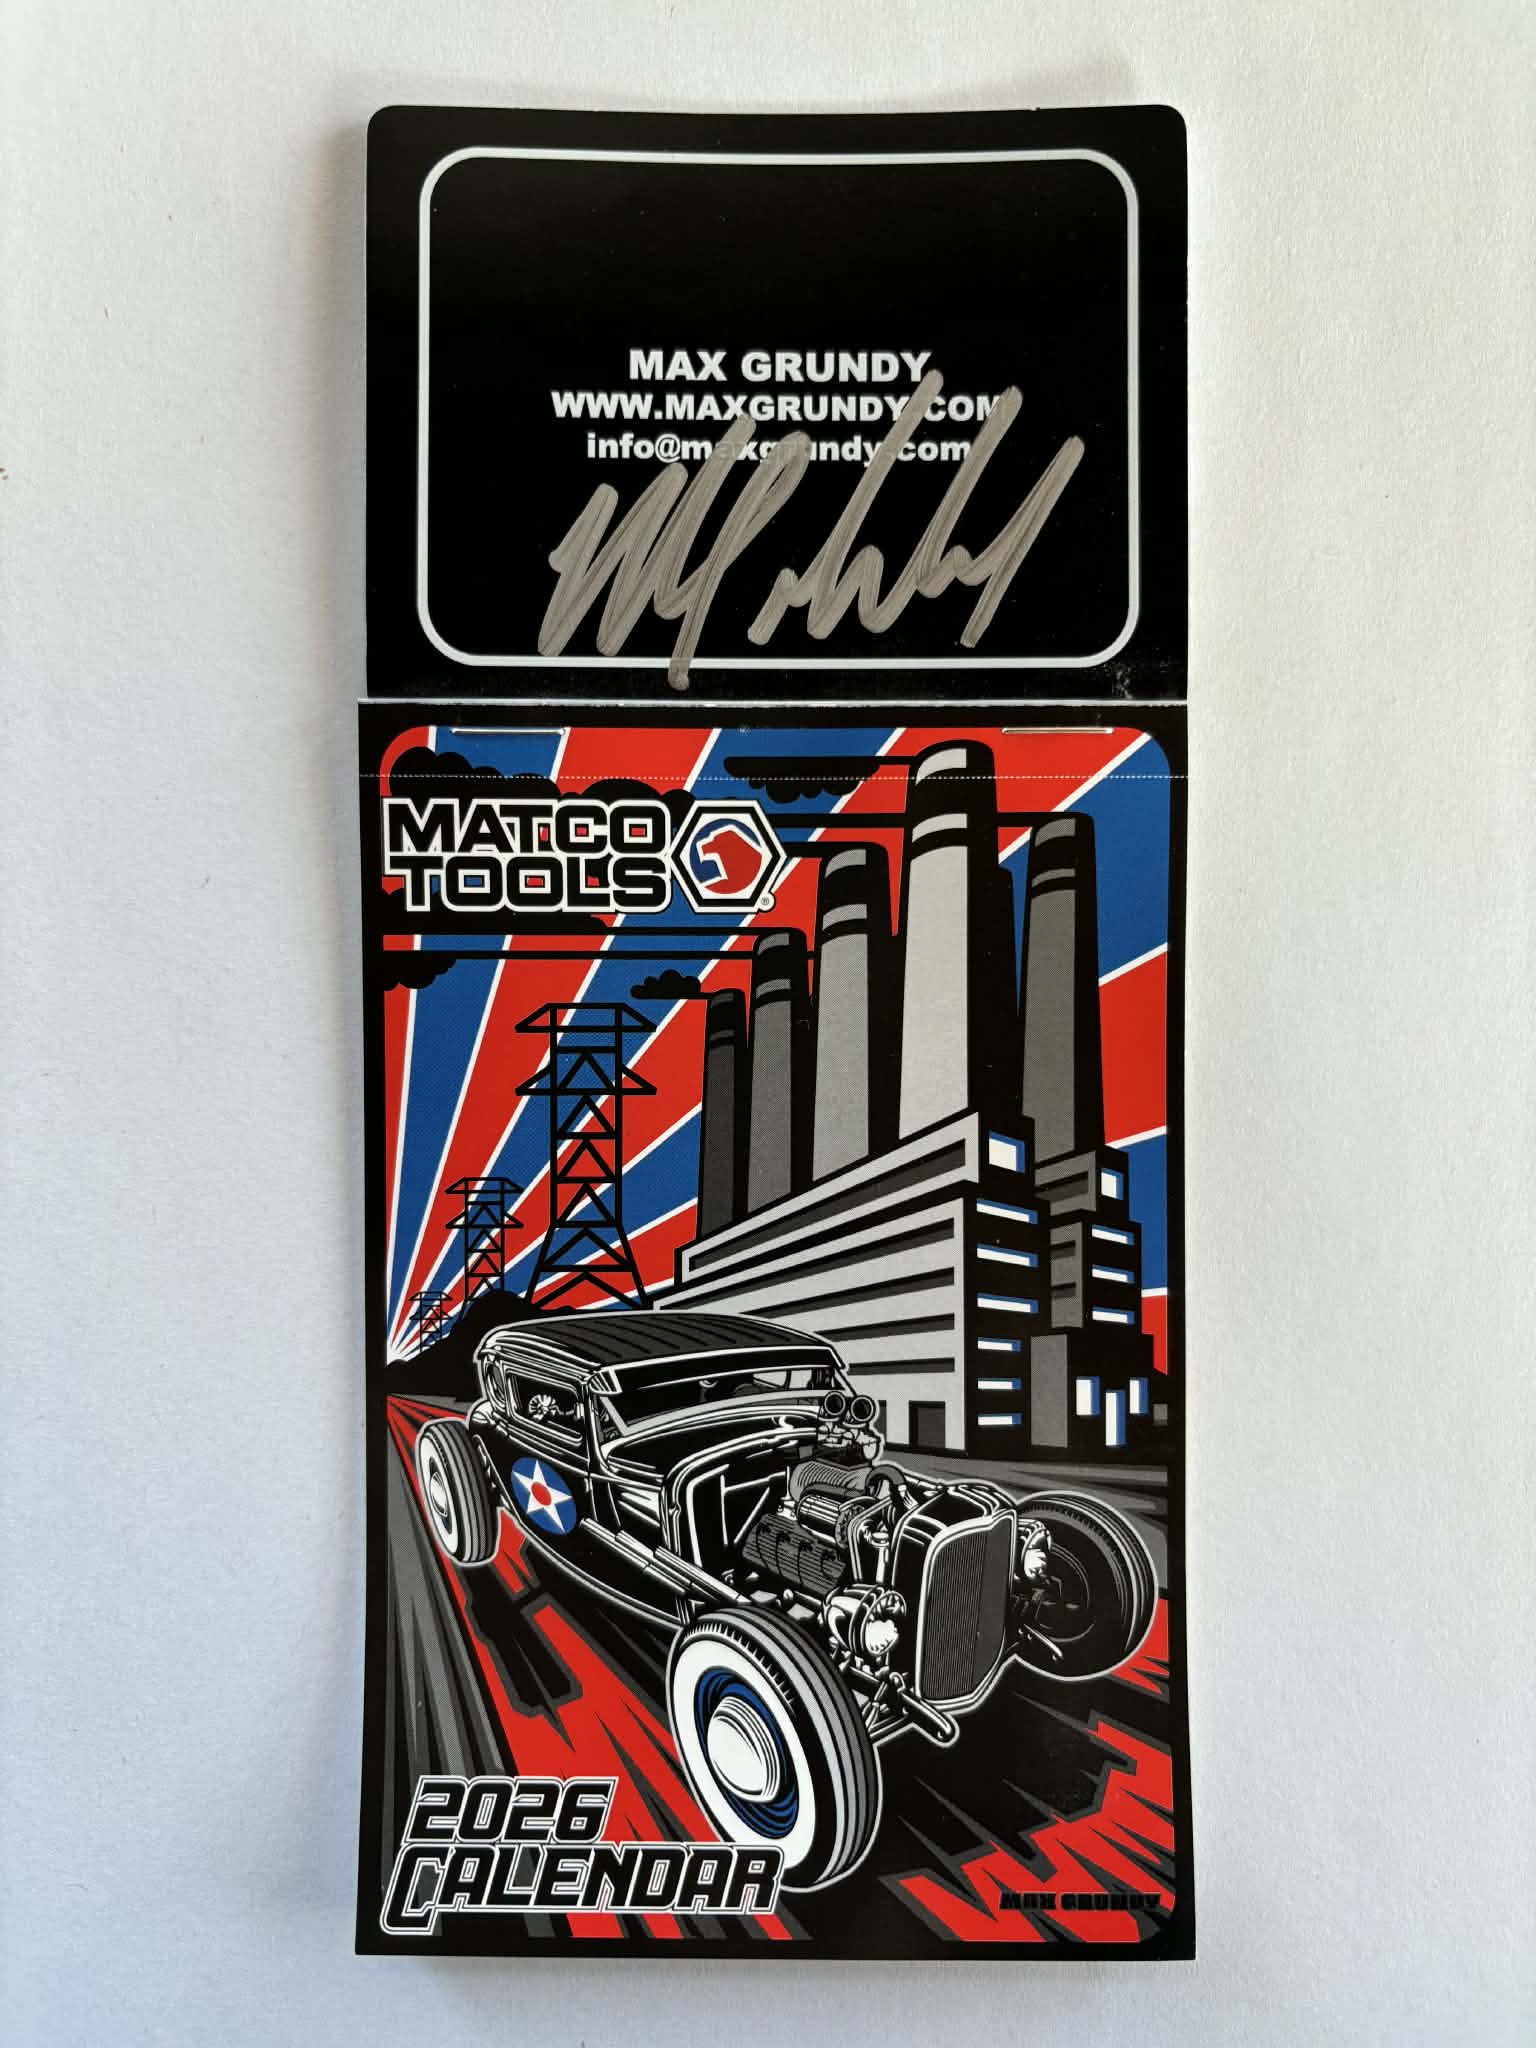 MAX GRUNDY
WWW.MAXGRUNDY.COM
info@maxgrundy.com
MATCO
TOOLS
®
2026
CALENDAR
MAX GRUNDY